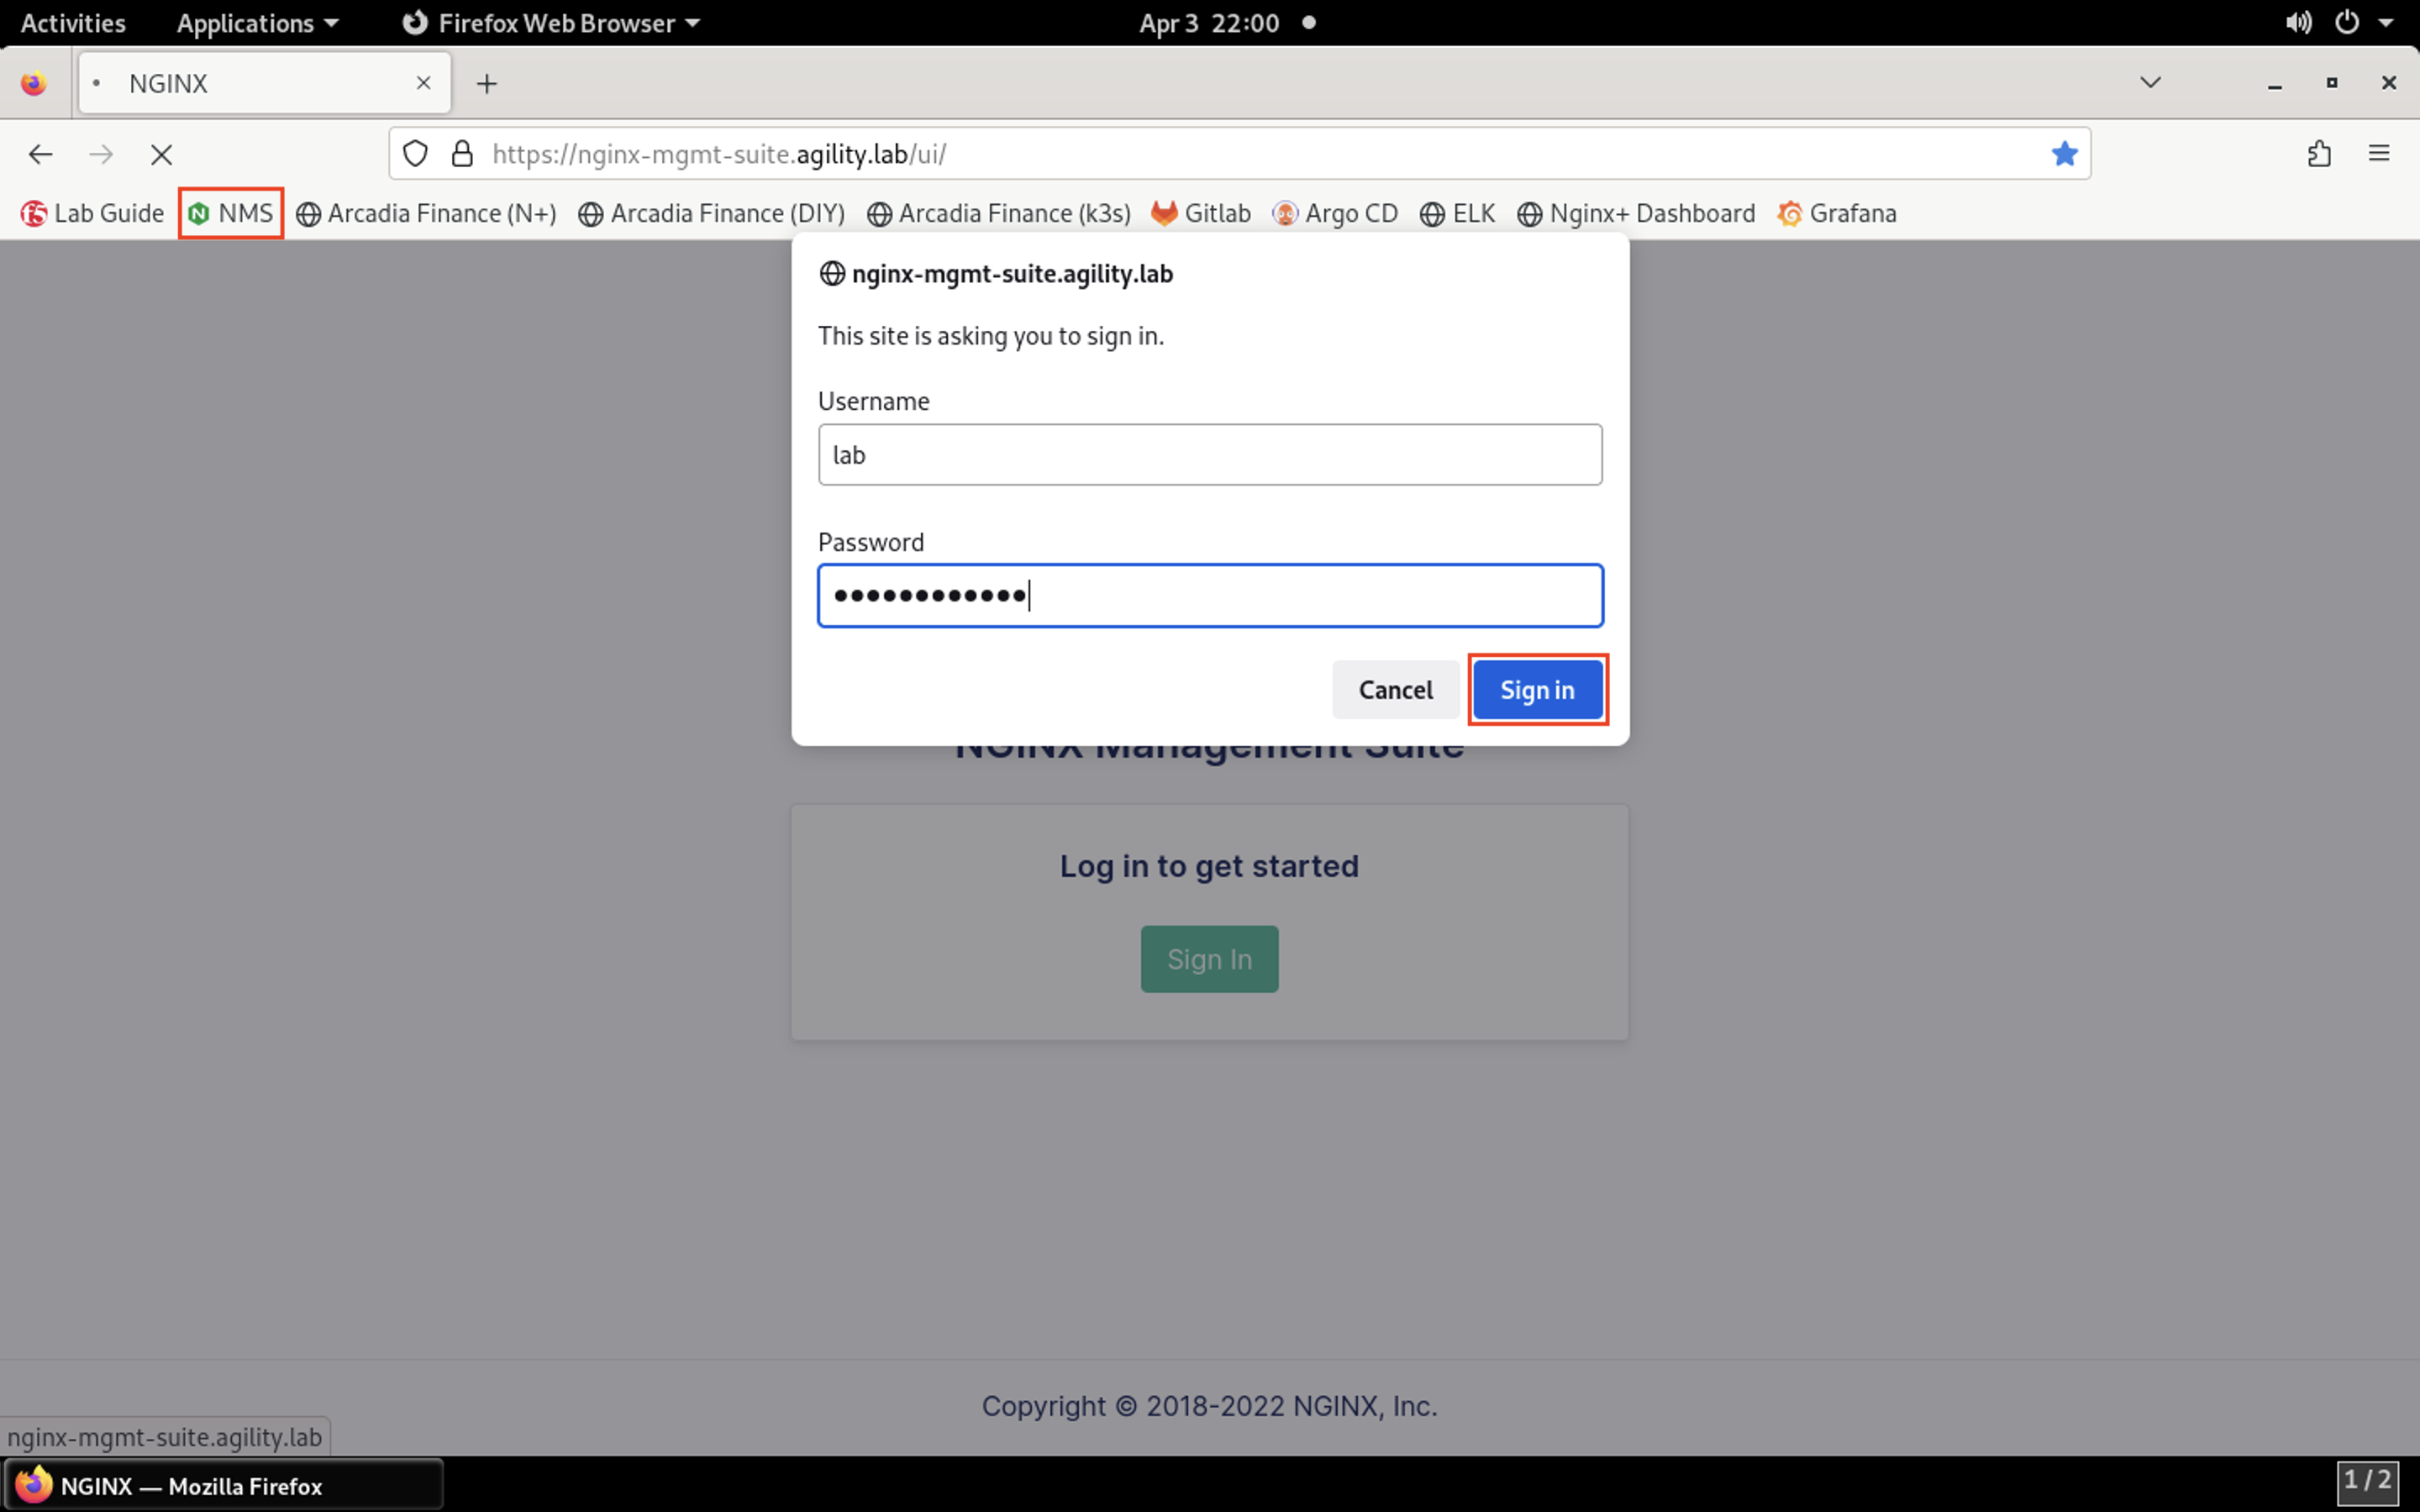 Activities Applications Firefox Web Browser Apr 3 22:00
NGINX
https://nginx-mgmt-suite.agility.lab/ui/
Lab Guide NMS Arcadia Finance (N+) Arcadia Finance (DIY) Arcadia Finance (k3s) Gitlab Argo CD ELK Nginx+ Dashboard Grafana
nginx-mgmt-suite.agility.lab
This site is asking you to sign in.
Username
lab
Password
••••••••••••
Cancel Sign in
NGINX Management Suite
Log in to get started
Sign In
Copyright © 2018-2022 NGINX, Inc.
nginx-mgmt-suite.agility.lab
NGINX — Mozilla Firefox 1 / 2